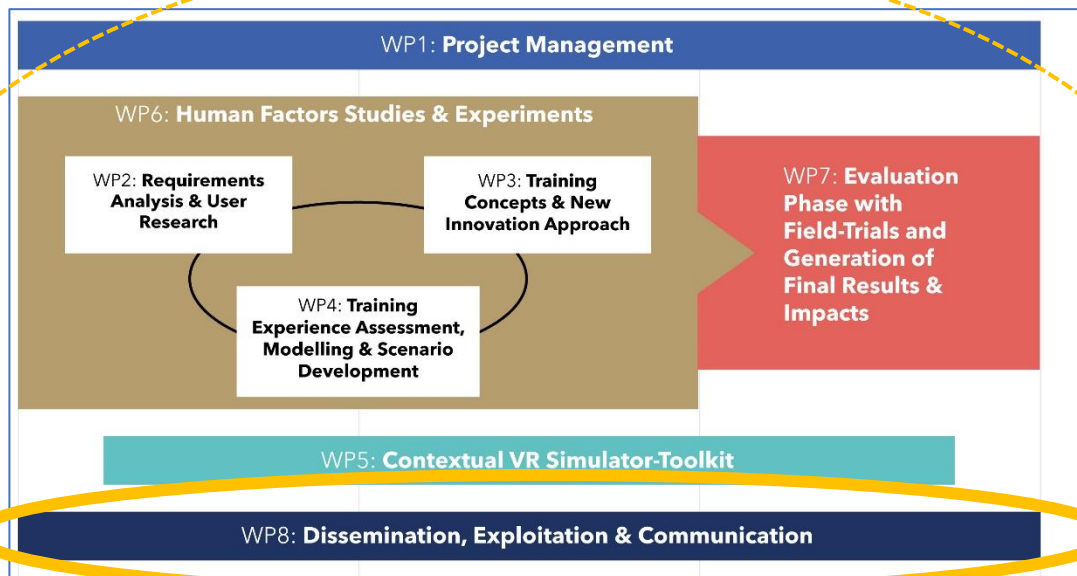 WP1: Project Management
WP6: Human Factors Studies & Experiments
WP2: Requirements
Analysis & User
Research
WP3: Training
Concepts & New
Innovation Approach
WP4: Training
Experience Assessment,
Modelling & Scenario
Development
WP7: Evaluation
Phase with
Field-Trials and
Generation of
Final Results &
Impacts
WP5: Contextual VR Simulator-Toolkit
WP8: Dissemination, Exploitation & Communication